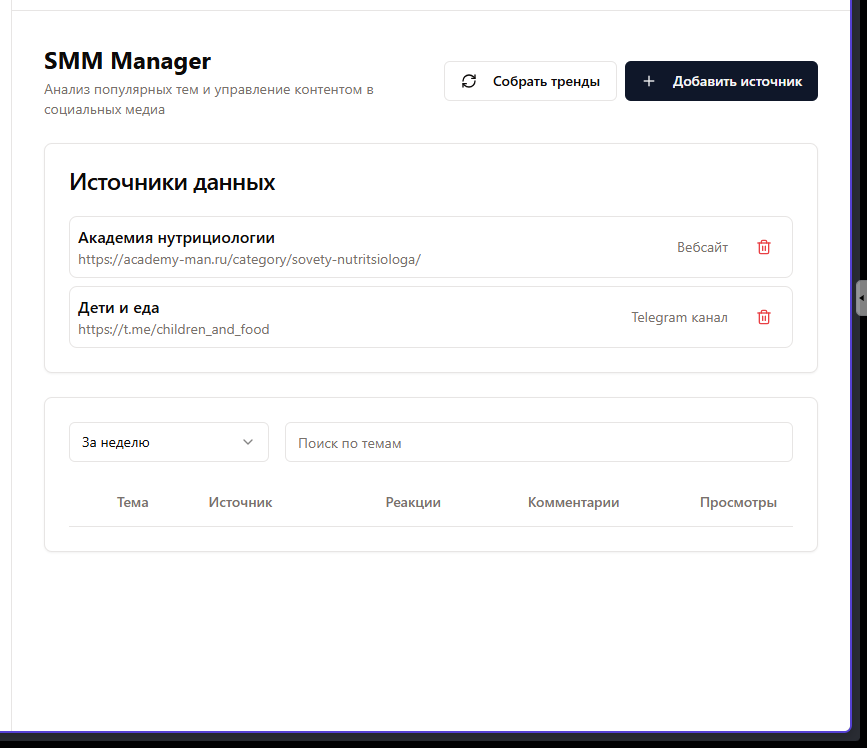 SMM Manager
Анализ популярных тем и управление контентом в
социальных медиа
Собрать тренды
Добавить источник
Источники данных
Академия нутрициологии
https://academy-man.ru/category/sovety-nutritsiologa/
Вебсайт
Дети и еда
https://t.me/children_and_food
Telegram канал
За неделю
Поиск по темам
Тема Источник Реакции Комментарии Просмотры